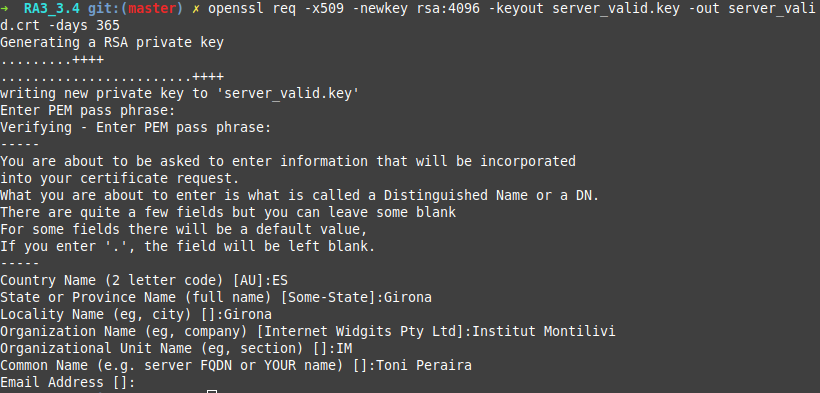 ➜ RA3_3.4 git:(master) ✗ openssl req -x509 -newkey rsa:4096 -keyout server_valid.key -out server_vali
d.crt -days 365
Generating a RSA private key
.........++++
........................++++
writing new private key to 'server_valid.key'
Enter PEM pass phrase:
Verifying - Enter PEM pass phrase:
-----
You are about to be asked to enter information that will be incorporated
into your certificate request.
What you are about to enter is what is called a Distinguished Name or a DN.
There are quite a few fields but you can leave some blank
For some fields there will be a default value,
If you enter '.', the field will be left blank.
-----
Country Name (2 letter code) [AU]:ES
State or Province Name (full name) [Some-State]:Girona
Locality Name (eg, city) []:Girona
Organization Name (eg, company) [Internet Widgits Pty Ltd]:Institut Montilivi
Organizational Unit Name (eg, section) []:IM
Common Name (e.g. server FQDN or YOUR name) []:Toni Peraira
Email Address []: